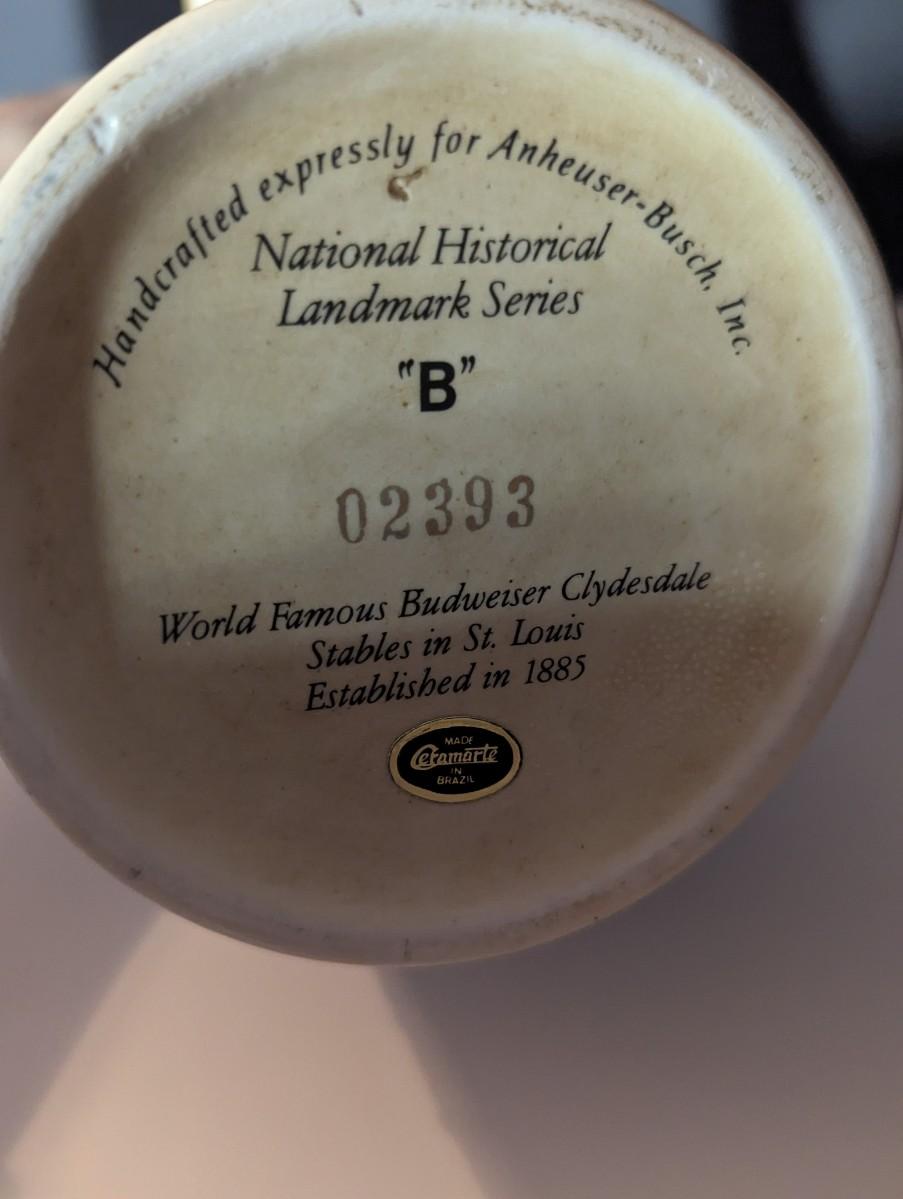 Handcrafted expressly for Anheuser-Busch, Inc.
National Historical
Landmark Series
"B"
02393
World Famous Budweiser Clydesdale
Stables in St. Louis
Established in 1885
MADE
Ceramarte
IN
BRAZIL